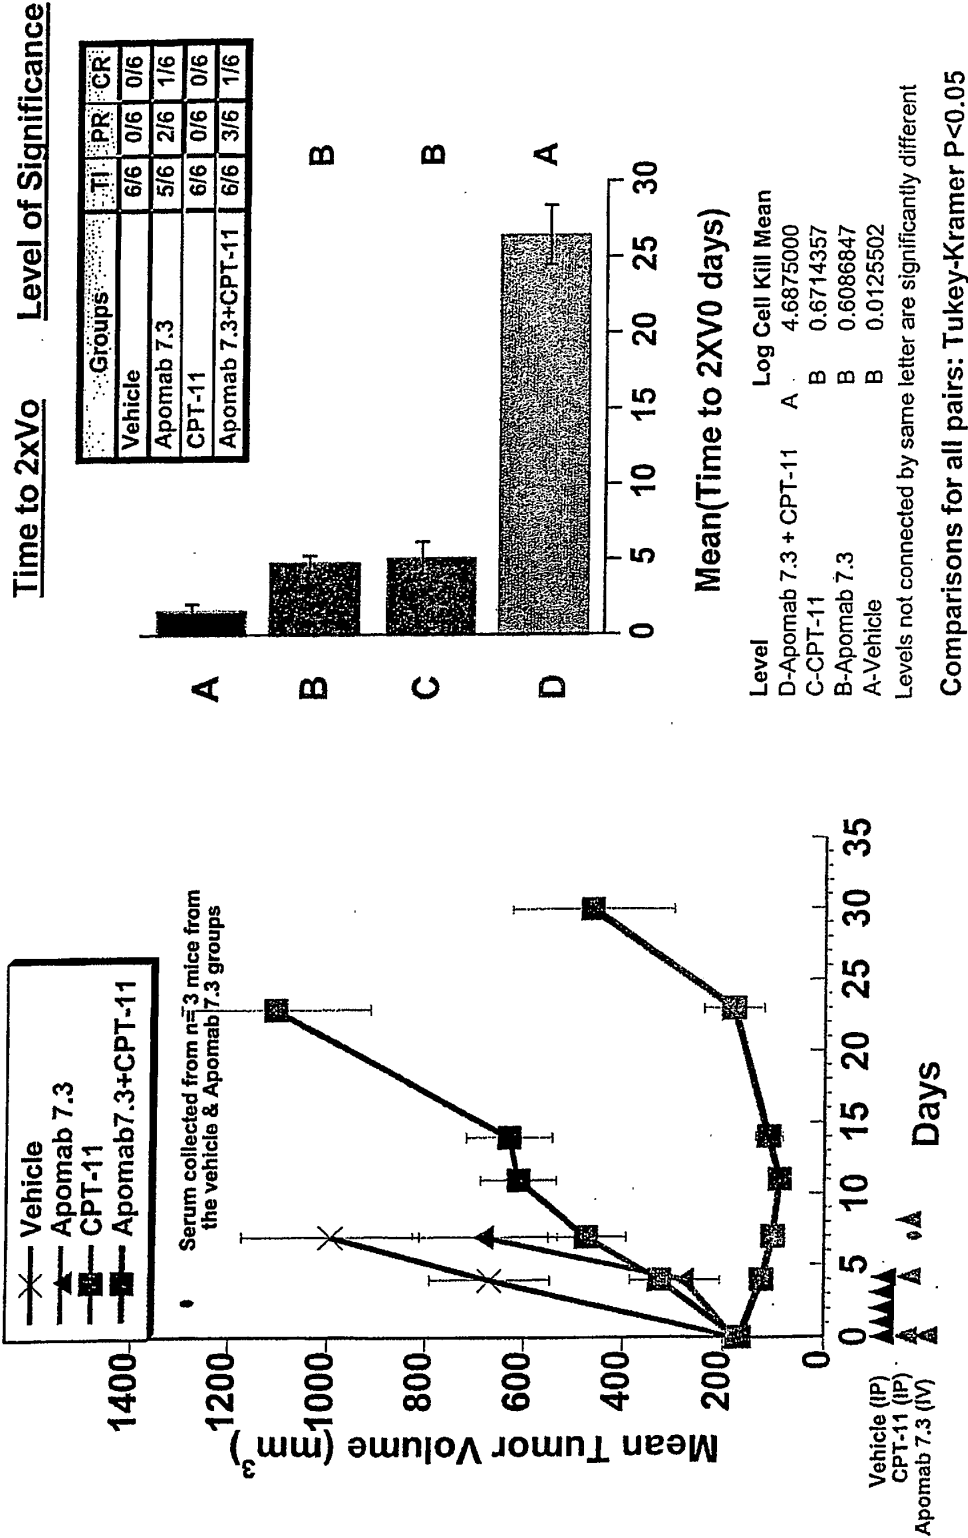 Vehicle
Apomab 7.3
CPT-11
Apomab7.3+CPT-11
Serum collected from n=3 mice from
the vehicle & Apomab 7.3 groups
Mean Tumor Volume (mm3)
1400
1200
1000
800
600
400
200
0
0 5 10 15 20 25 30 35
Days
Vehicle (IP)
CPT-11 (IP)
Apomab 7.3 (IV)
Time to 2xVo
Level of Significance
Groups TI PR CR
Vehicle 6/6 0/6 0/6
Apomab 7.3 5/6 2/6 1/6
CPT-11 6/6 0/6 0/6
Apomab 7.3+CPT-11 6/6 3/6 1/6
A
B B
C B
D A
0 5 10 15 20 25 30
Mean(Time to 2XV0 days)
Level Log Cell Kill Mean
D-Apomab 7.3 + CPT-11 A 4.6875000
C-CPT-11 B 0.6714357
B-Apomab 7.3 B 0.6086847
A-Vehicle B 0.0125502
Levels not connected by same letter are significantly different
Comparisons for all pairs: Tukey-Kramer P<0.05